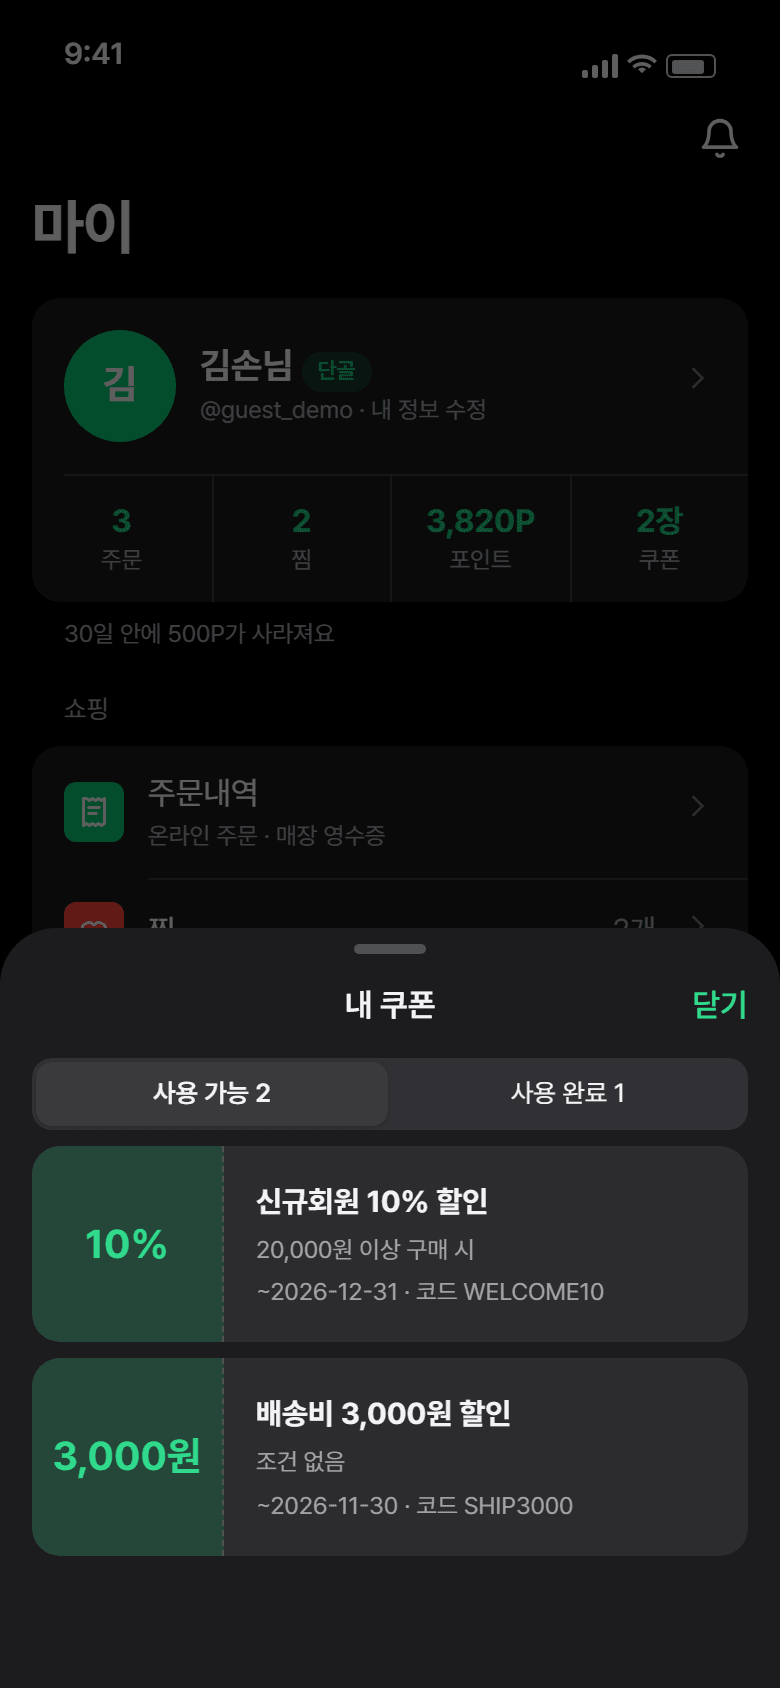 9:41
마이
김
김손님 단골
@guest_demo · 내 정보 수정
3
주문
2
찜
3,820P
포인트
2장
쿠폰
30일 안에 500P가 사라져요
쇼핑
주문내역
온라인 주문 · 매장 영수증
찜 2개
내 쿠폰
닫기
사용 가능 2
사용 완료 1
10%
신규회원 10% 할인
20,000원 이상 구매 시
~2026-12-31 · 코드 WELCOME10
3,000원
배송비 3,000원 할인
조건 없음
~2026-11-30 · 코드 SHIP3000